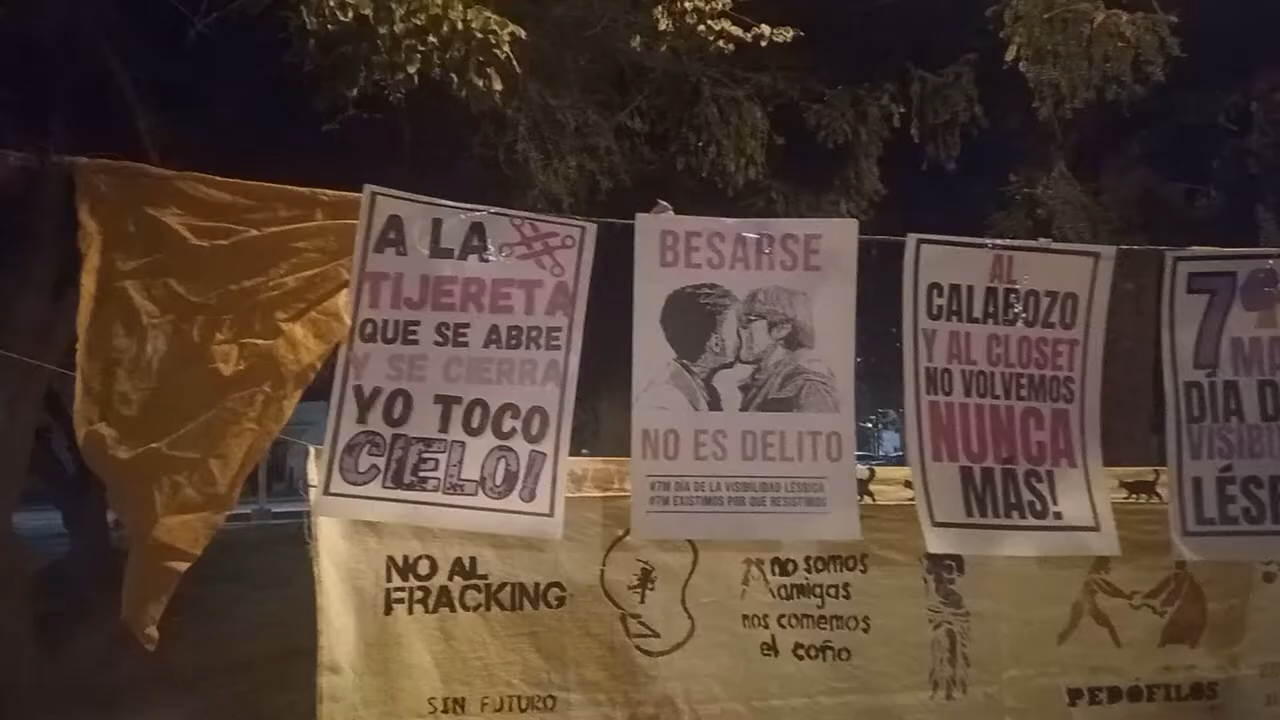 A LA
TIJERETA
QUE SE ABRE
Y SE CIERRA
YO TOCO
CIELO!
BESARSE
NO ES DELITO
#7M DÍA DE LA VISIBILIDAD LÉSBICA
#7M EXISTIMOS POR QUE RESISTIMOS
AL
CALABOZO
Y AL CLOSET
NO VOLVEMOS
NUNCA
MÁS!
7
MA
DÍA D
VISIBI
LÉS
NO AL
FRACKING
no somos
amigas
nos comemos
el coño
SIN FUTURO
PEDÓFILOS